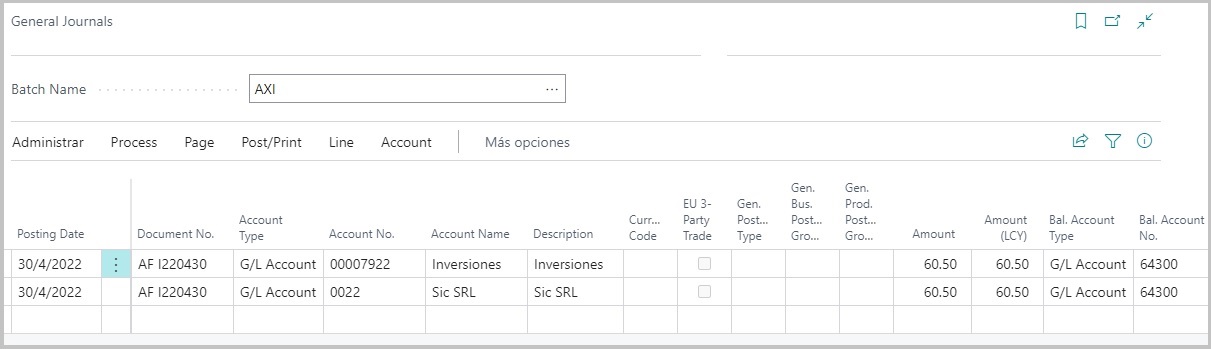 General Journals
Batch Name AXI ...
Administrar Process Page Post/Print Line Account Más opciones
Posting Date Document No. Account Type Account No. Account Name Description Curr... Code EU 3-Party Trade Gen. Post... Type Gen. Bus. Post... Gro... Gen. Prod. Post... Gro... Amount Amount (LCY) Bal. Account Type Bal. Account No.
30/4/2022 AF I220430 G/L Account 00007922 Inversiones Inversiones 60.50 60.50 G/L Account 64300
30/4/2022 AF I220430 G/L Account 0022 Sic SRL Sic SRL 60.50 60.50 G/L Account 64300